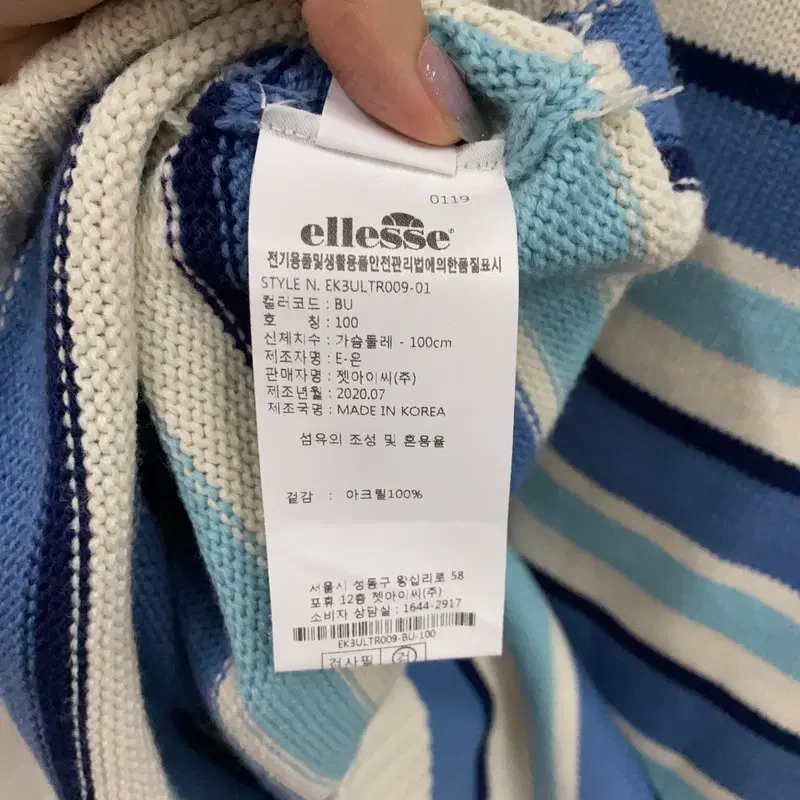 0119
ellesse
전기용품및생활용품안전관리법에의한품질표시
STYLE N. EK3ULTR009-01
컬러코드 : BU
호 칭 : 100
신체치수 : 가슴둘레 - 100cm
제조자명 : E-은
판매자명 : 젯아이씨(주)
제조년월 : 2020.07
제조국명 : MADE IN KOREA
섬유의 조성 및 혼용율
겉감 : 아크릴100%
서울시 성동구 왕십리로 58
포휴 12층 젯아이씨(주)
소비자 상담실 : 1644-2917
EK3ULTR009-BU-100
검사필 검